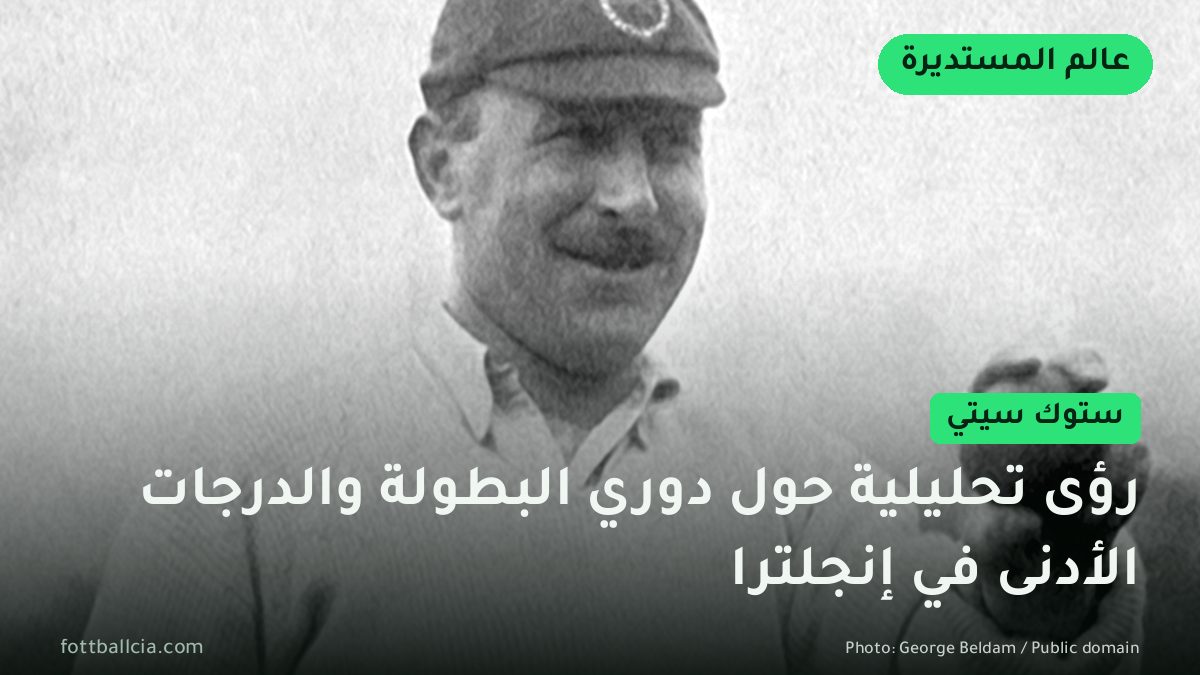 عالم المستديرة
ستوك سيتي
رؤى تحليلية حول دوري البطولة والدرجات
الأدنى في إنجلترا
fottballcia.com
Photo: George Beldam / Public domain